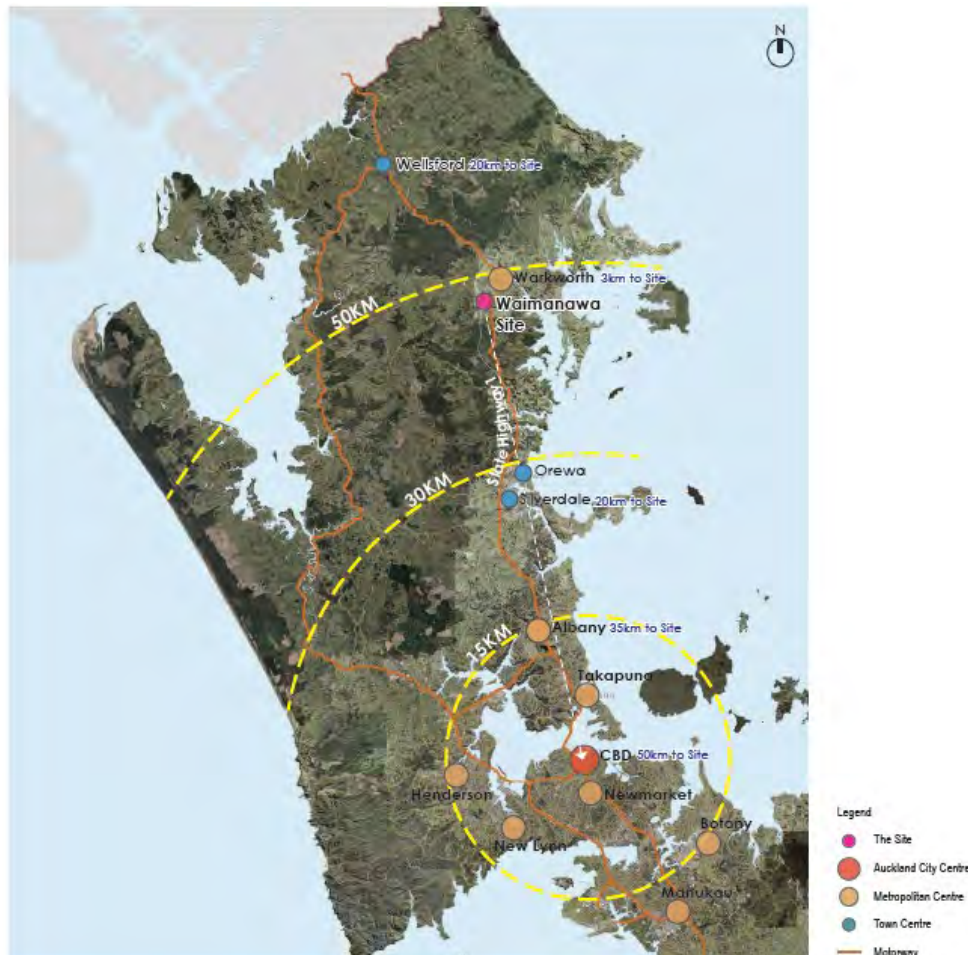 N
Wellsford 20km to Site
Warkworth 3km to Site
50KM
Waimanawa
Site
State Highway 1
30KM
Orewa
Silverdale 20km to Site
Albany 35km to Site
15KM
Takapuna
CBD 50km to Site
Henderson
Newmarket
New Lynn
Botony
Manukau
Legend
The Site
Auckland City Centre
Metropolitan Centre
Town Centre
Motorway